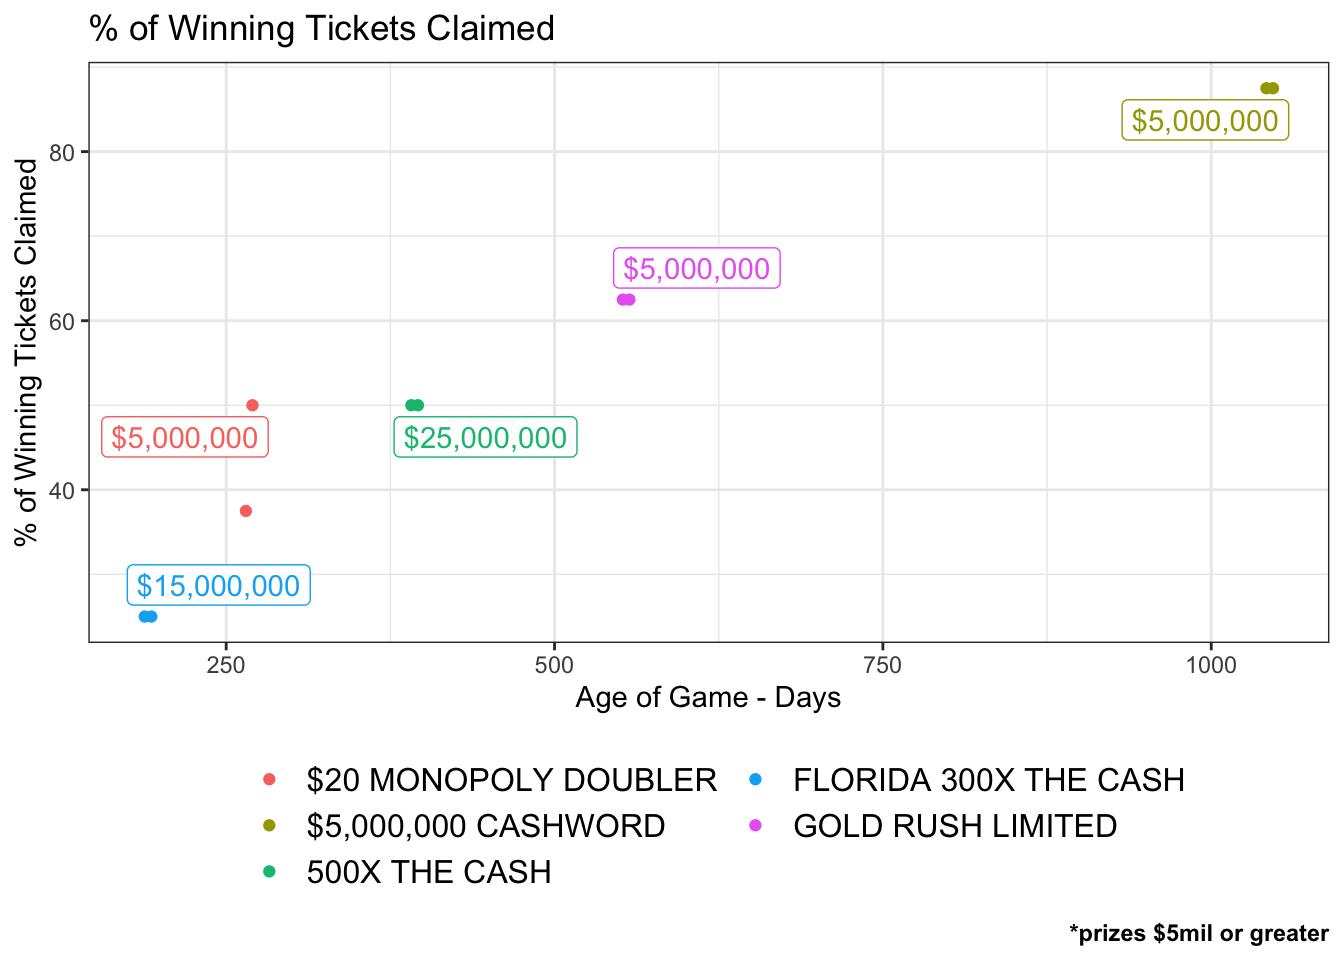 % of Winning Tickets Claimed
% of Winning Tickets Claimed
80
60
40
$5,000,000
$5,000,000
$5,000,000
$25,000,000
$15,000,000
250 500 750 1000
Age of Game - Days
$20 MONOPOLY DOUBLER FLORIDA 300X THE CASH
$5,000,000 CASHWORD GOLD RUSH LIMITED
500X THE CASH
*prizes $5mil or greater